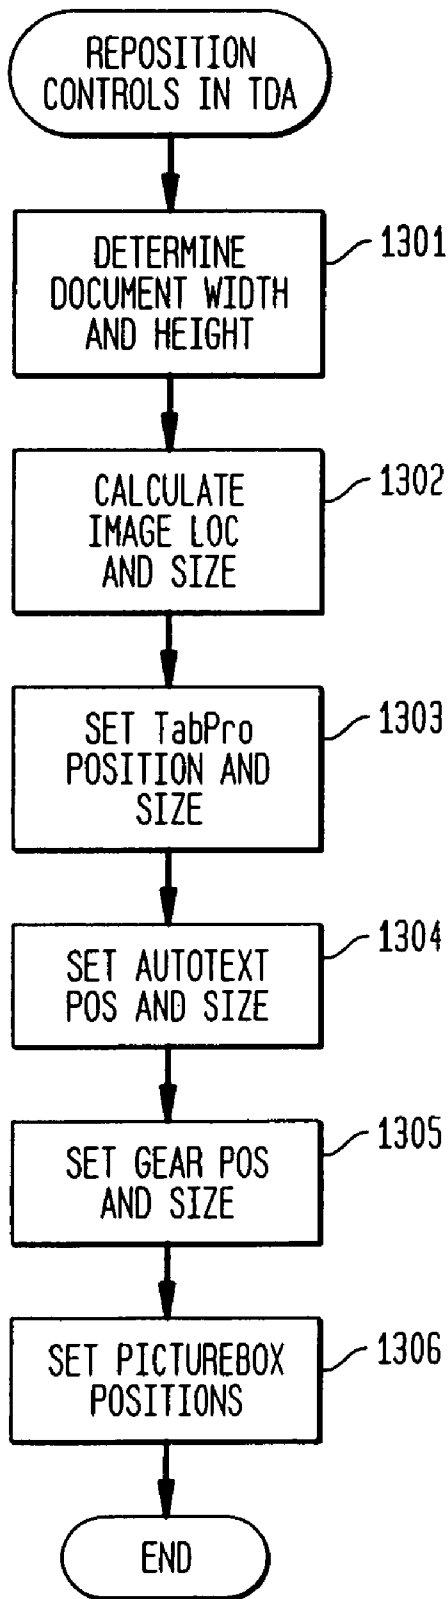 REPOSITION
CONTROLS IN TDA
1301
DETERMINE
DOCUMENT WIDTH
AND HEIGHT
1302
CALCULATE
IMAGE LOC
AND SIZE
1303
SET TabPro
POSITION AND
SIZE
1304
SET AUTOTEXT
POS AND SIZE
1305
SET GEAR POS
AND SIZE
1306
SET PICTUREBOX
POSITIONS
END